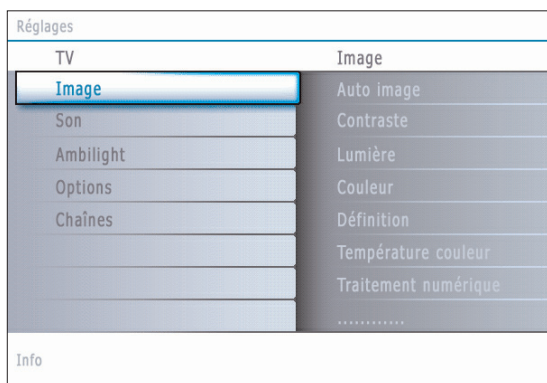 Réglages
TV
Image
Son
Ambilight
Options
Chaînes
Image
Auto image
Contraste
Lumière
Couleur
Définition
Température couleur
Traitement numérique
............
Info